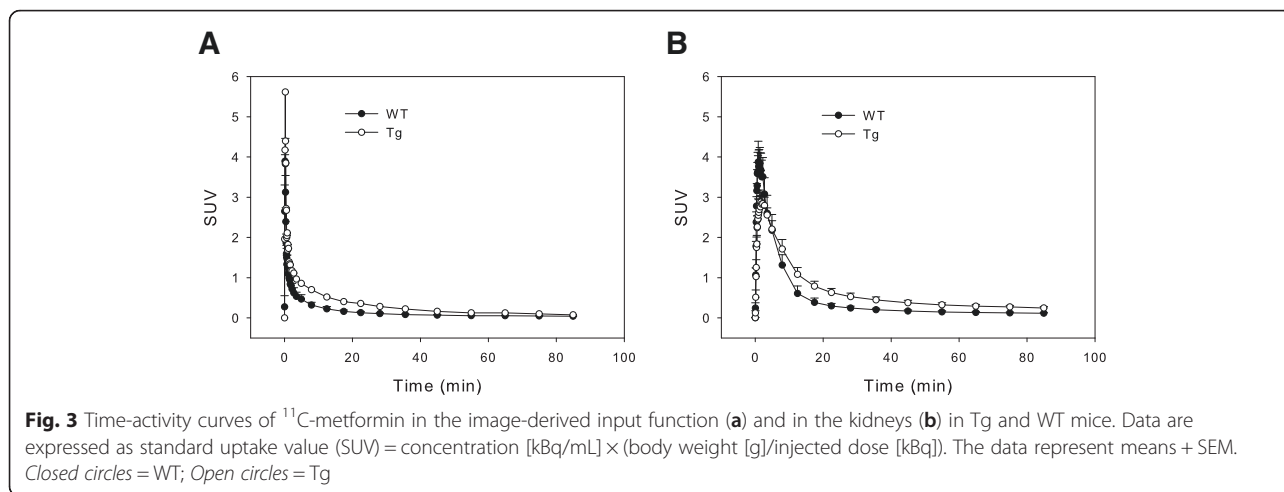 A
B
6
5
4
3
2
1
0
SUV
WT
Tg
0 20 40 60 80 100
Time (min)
6
5
4
3
2
1
0
SUV
WT
Tg
0 20 40 60 80 100
Time (min)
Fig. 3 Time-activity curves of ¹¹C-metformin in the image-derived input function (a) and in the kidneys (b) in Tg and WT mice. Data are
expressed as standard uptake value (SUV) = concentration [kBq/mL] × (body weight [g]/injected dose [kBq]). The data represent means + SEM.
Closed circles = WT; Open circles = Tg